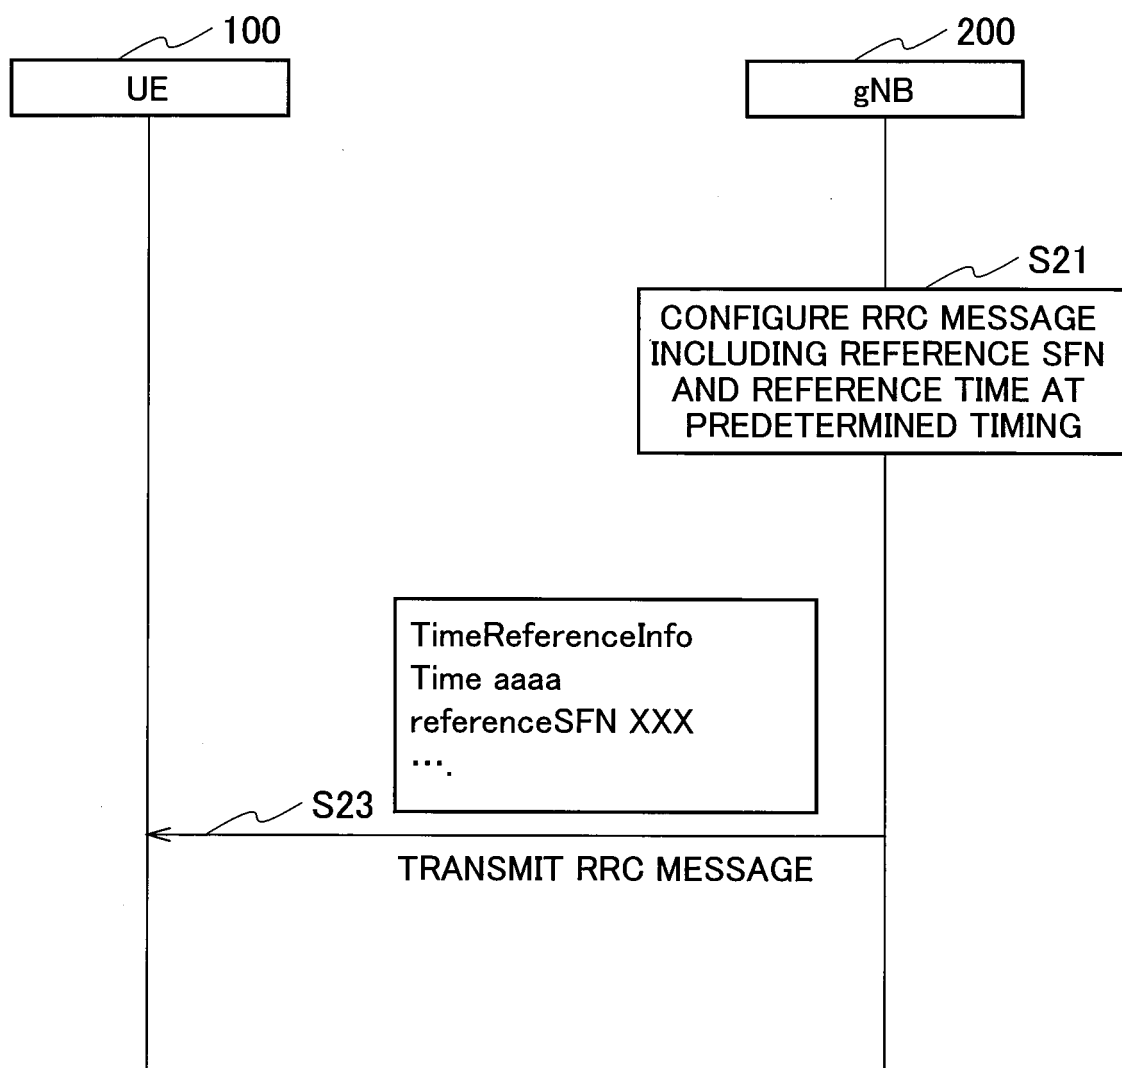 100
200
UE
gNB
S21
CONFIGURE RRC MESSAGE
INCLUDING REFERENCE SFN
AND REFERENCE TIME AT
PREDETERMINED TIMING
TimeReferenceInfo
Time aaaa
referenceSFN XXX
….
S23
TRANSMIT RRC MESSAGE